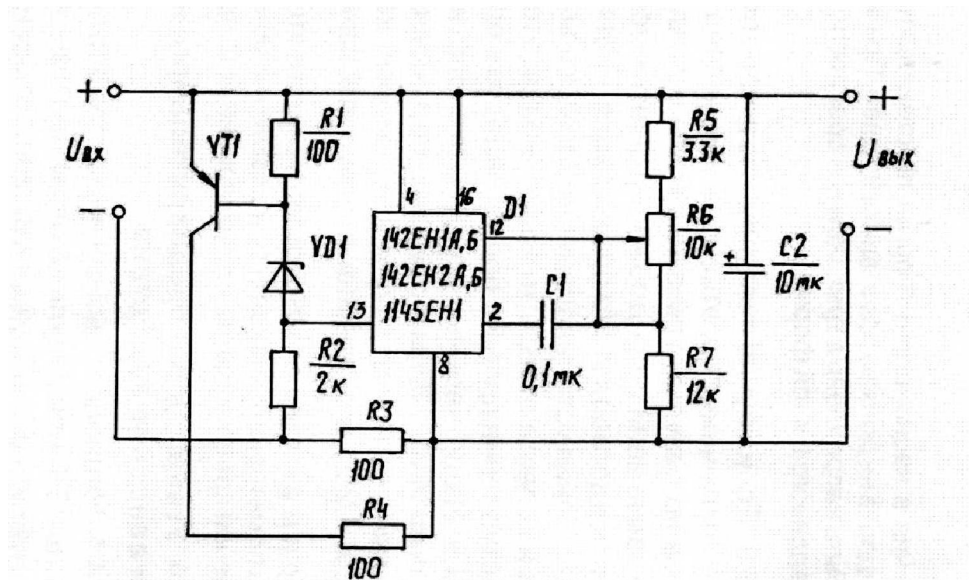 +
+
Uвх
VT1
R1
100
R5
3.3к
Uвых
−
−
4
16
D1
12
R6
10к
VD1
142ЕН1А,Б
142ЕН2А,Б
1145ЕН1
C1
+
C2
10мк
13
2
8
R2
2к
0,1мк
R7
12к
R3
100
R4
100